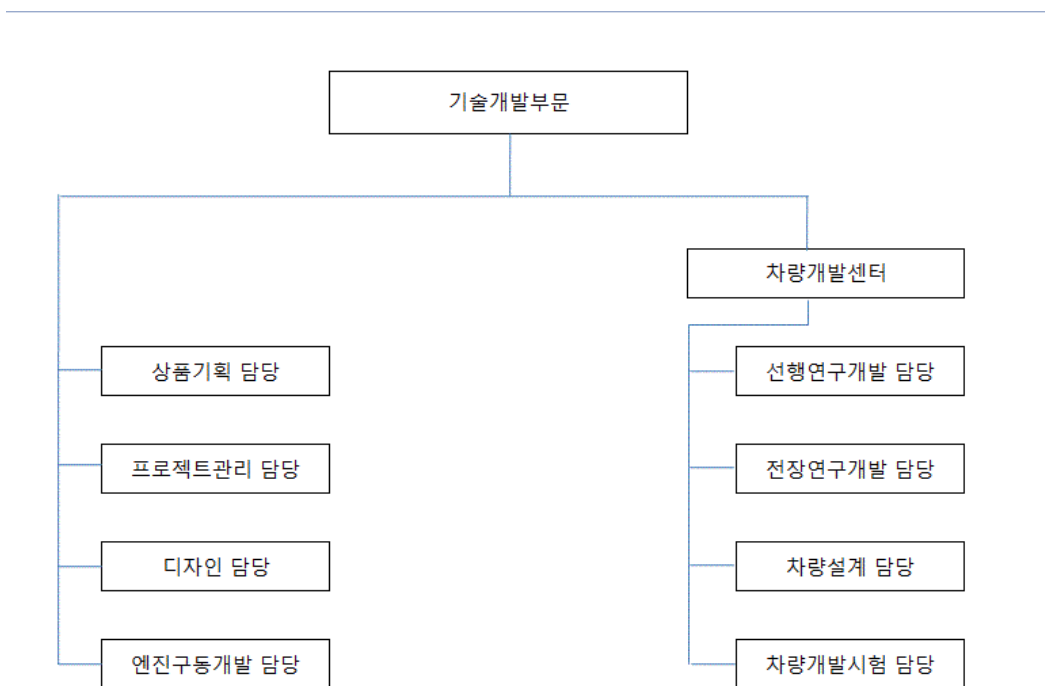 기술개발부문
차량개발센터
상품기획 담당
선행연구개발 담당
프로젝트관리 담당
전장연구개발 담당
디자인 담당
차량설계 담당
엔진구동개발 담당
차량개발시험 담당